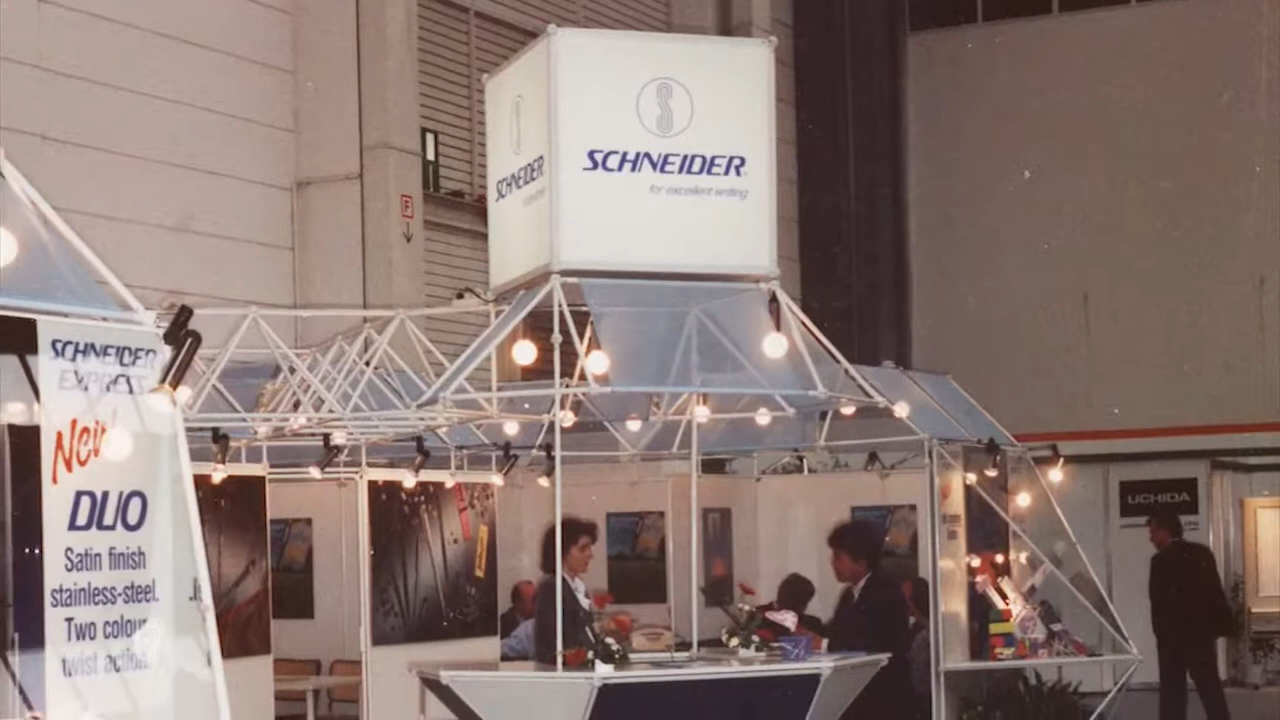 S
SCHNEIDER
for excellent writing
SCHNEIDER
F
SCHNEIDER
EXPRESS
New
DUO
Satin finish
stainless-steel.
Two colour
twist action.
UCHIDA